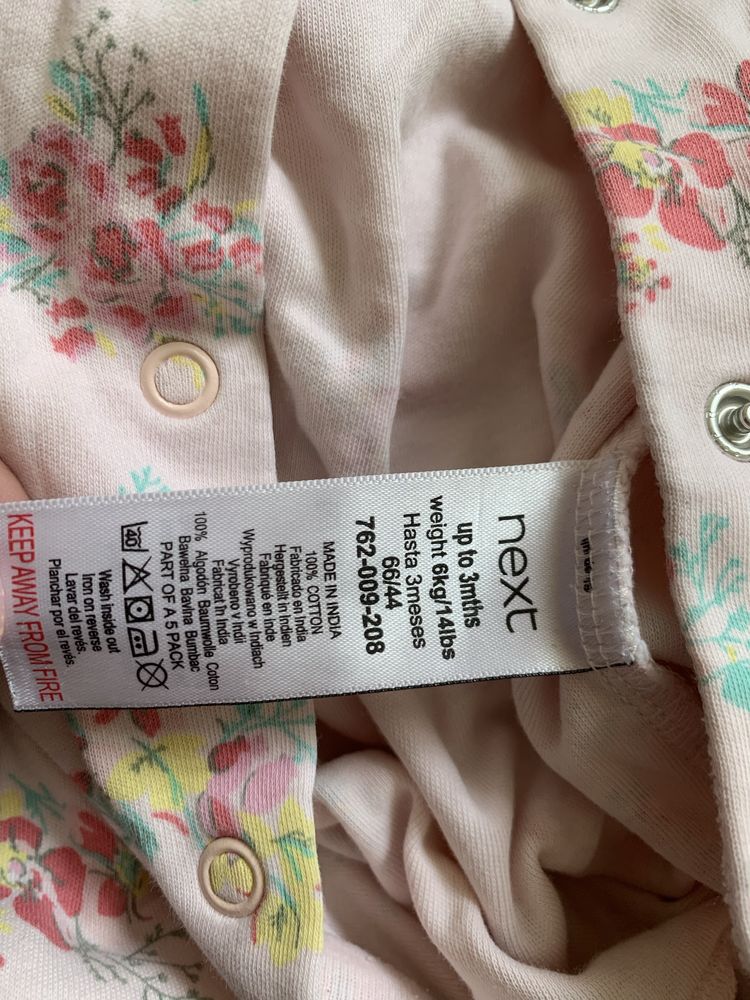 next
up to 3mths
weight 6kg/14lbs
Hasta 3meses
66/44
762-009-208
MADE IN INDIA
100% COTTON
Fabricado en India
Hergestellt in Indien
Fabriqué en Inde
Wyprodukowano w Indiach
Vyrobeno v Indii
Fabricat în India
100% Algodón Baumwolle Coton
Bawełna Bavlna Bumbac
PART OF A 5 PACK
40
Wash inside out
Iron on reverse
Lavar del revés.
Planchar por el revés.
KEEP AWAY FROM FIRE